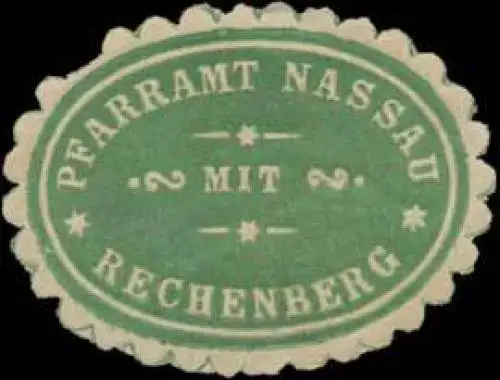 PFARRAMT NASSAU
MIT
RECHENBERG